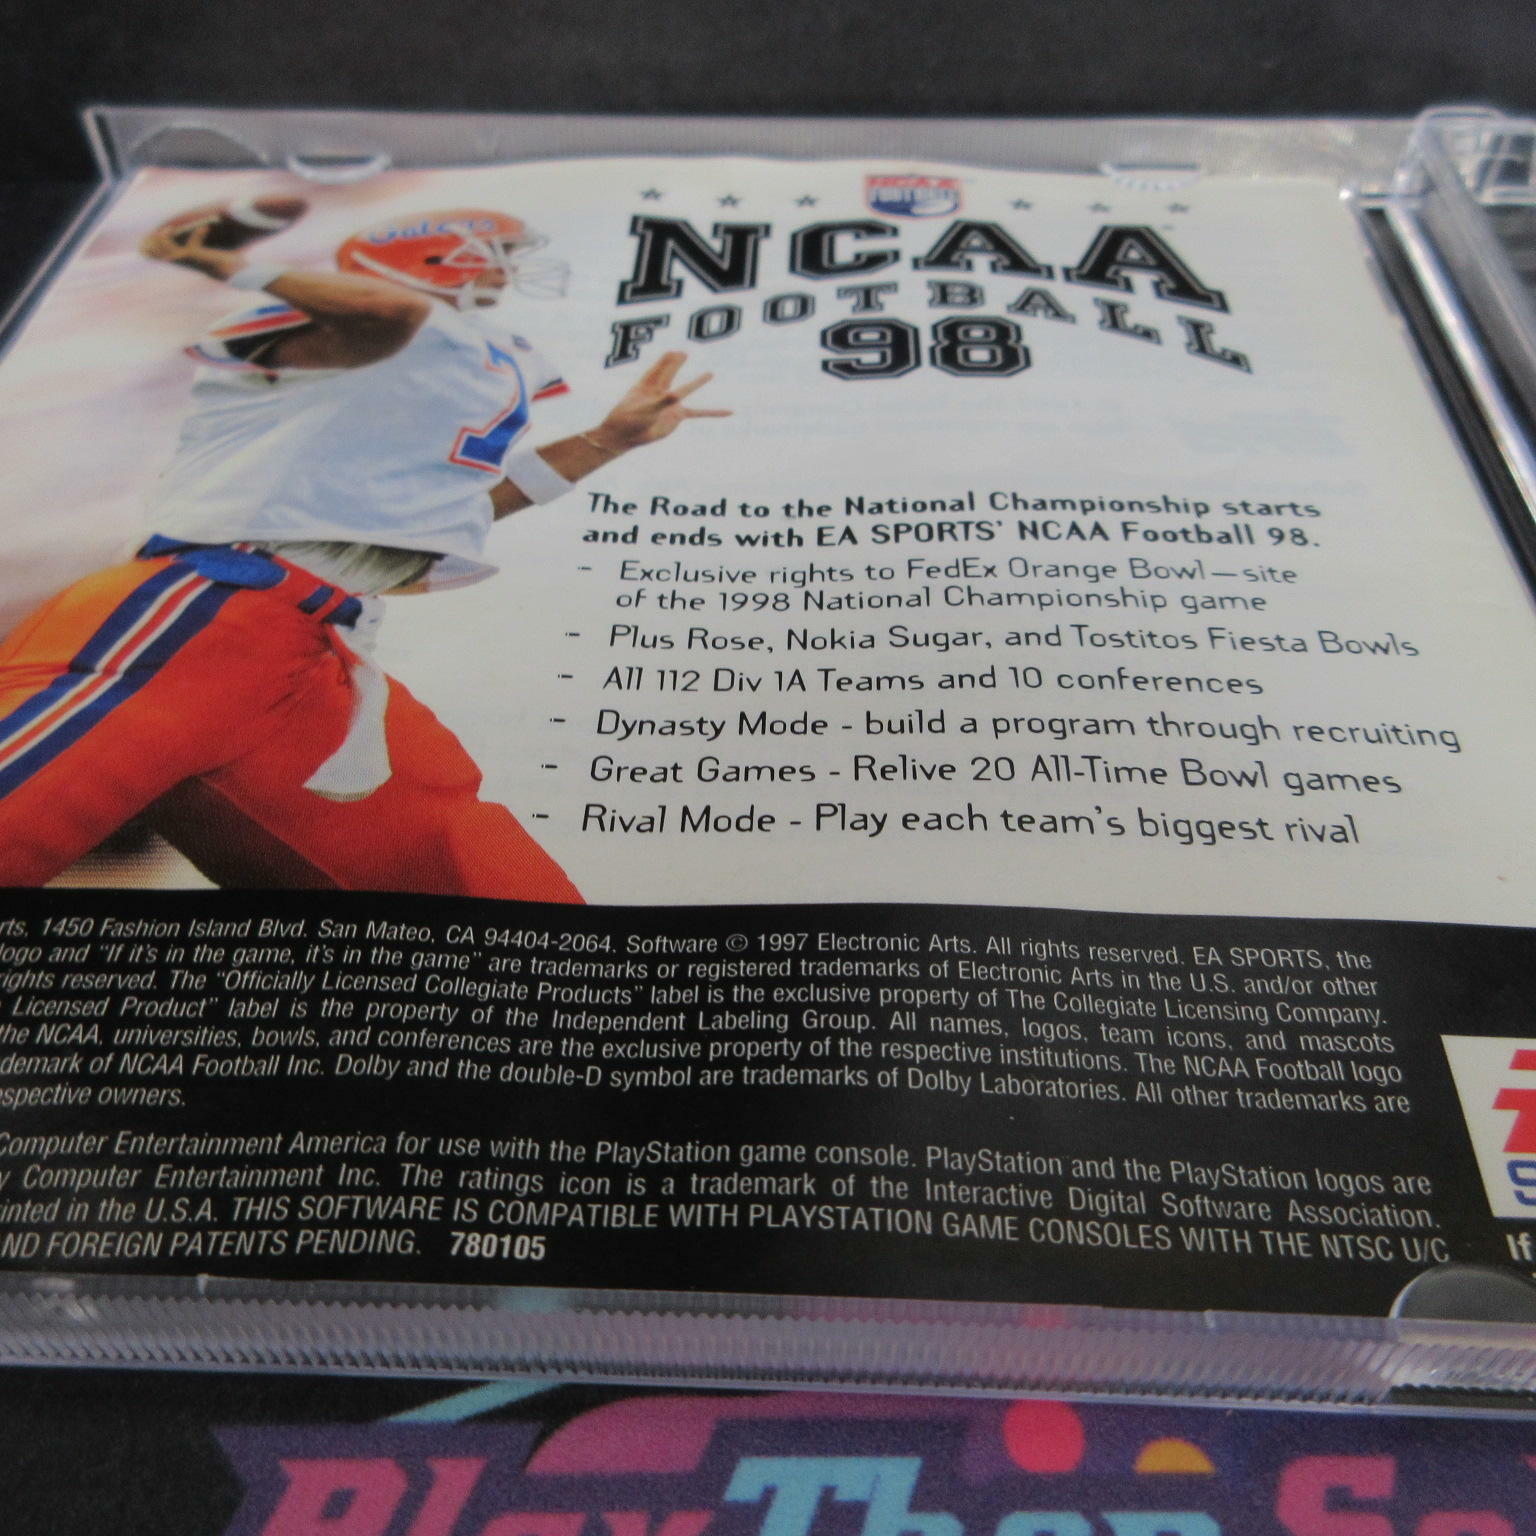 Gators
NCAA
FOOTBALL
NCAA
FOOTBALL
98
The Road to the National Championship starts
and ends with EA SPORTS' NCAA Football 98.
- Exclusive rights to FedEx Orange Bowl—site
of the 1998 National Championship game
- Plus Rose, Nokia Sugar, and Tostitos Fiesta Bowls
- All 112 Div 1A Teams and 10 conferences
- Dynasty Mode - build a program through recruiting
- Great Games - Relive 20 All-Time Bowl games
- Rival Mode - Play each team's biggest rival
rts, 1450 Fashion Island Blvd. San Mateo, CA 94404-2064. Software © 1997 Electronic Arts. All rights reserved. EA SPORTS, the
logo and "If it's in the game, it's in the game" are trademarks or registered trademarks of Electronic Arts in the U.S. and/or other
rights reserved. The "Officially Licensed Collegiate Products" label is the exclusive property of The Collegiate Licensing Company.
Licensed Product" label is the property of the Independent Labeling Group. All names, logos, team icons, and mascots
the NCAA, universities, bowls, and conferences are the exclusive property of the respective institutions. The NCAA Football logo
demark of NCAA Football Inc. Dolby and the double-D symbol are trademarks of Dolby Laboratories. All other trademarks are
spective owners.
Computer Entertainment America for use with the PlayStation game console. PlayStation and the PlayStation logos are
y Computer Entertainment Inc. The ratings icon is a trademark of the Interactive Digital Software Association.
inted in the U.S.A. THIS SOFTWARE IS COMPATIBLE WITH PLAYSTATION GAME CONSOLES WITH THE NTSC U/C
ND FOREIGN PATENTS PENDING. 780105
If
Play Then